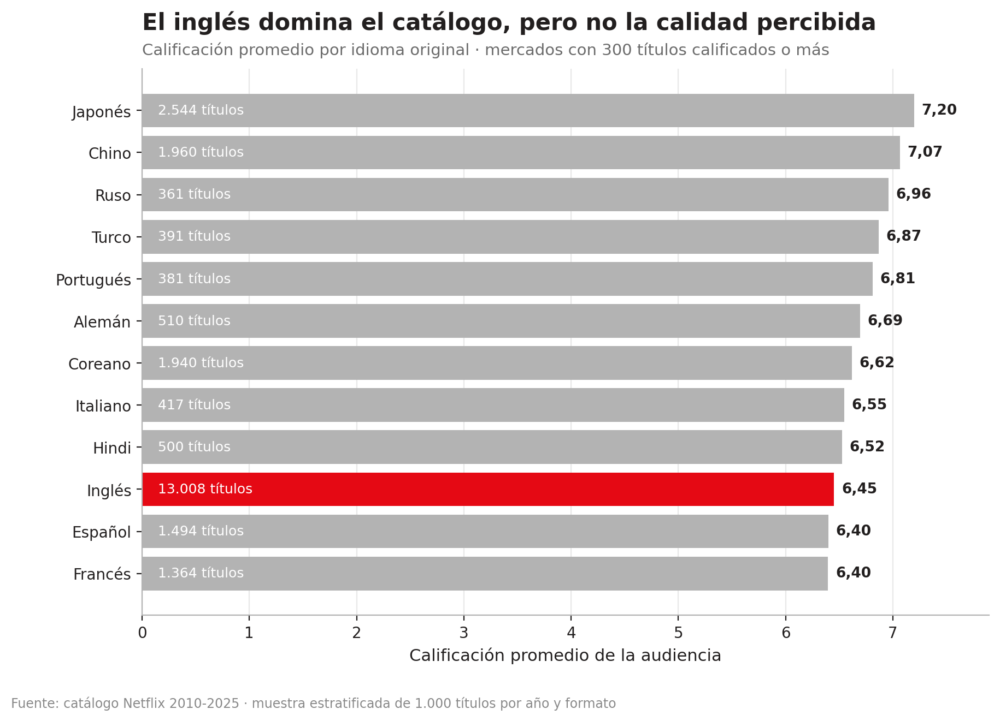 El inglés domina el catálogo, pero no la calidad percibida
Calificación promedio por idioma original · mercados con 300 títulos calificados o más
Japonés 2.544 títulos 7,20
Chino 1.960 títulos 7,07
Ruso 361 títulos 6,96
Turco 391 títulos 6,87
Portugués 381 títulos 6,81
Alemán 510 títulos 6,69
Coreano 1.940 títulos 6,62
Italiano 417 títulos 6,55
Hindi 500 títulos 6,52
Inglés 13.008 títulos 6,45
Español 1.494 títulos 6,40
Francés 1.364 títulos 6,40
0 1 2 3 4 5 6 7
Calificación promedio de la audiencia
Fuente: catálogo Netflix 2010-2025 · muestra estratificada de 1.000 títulos por año y formato